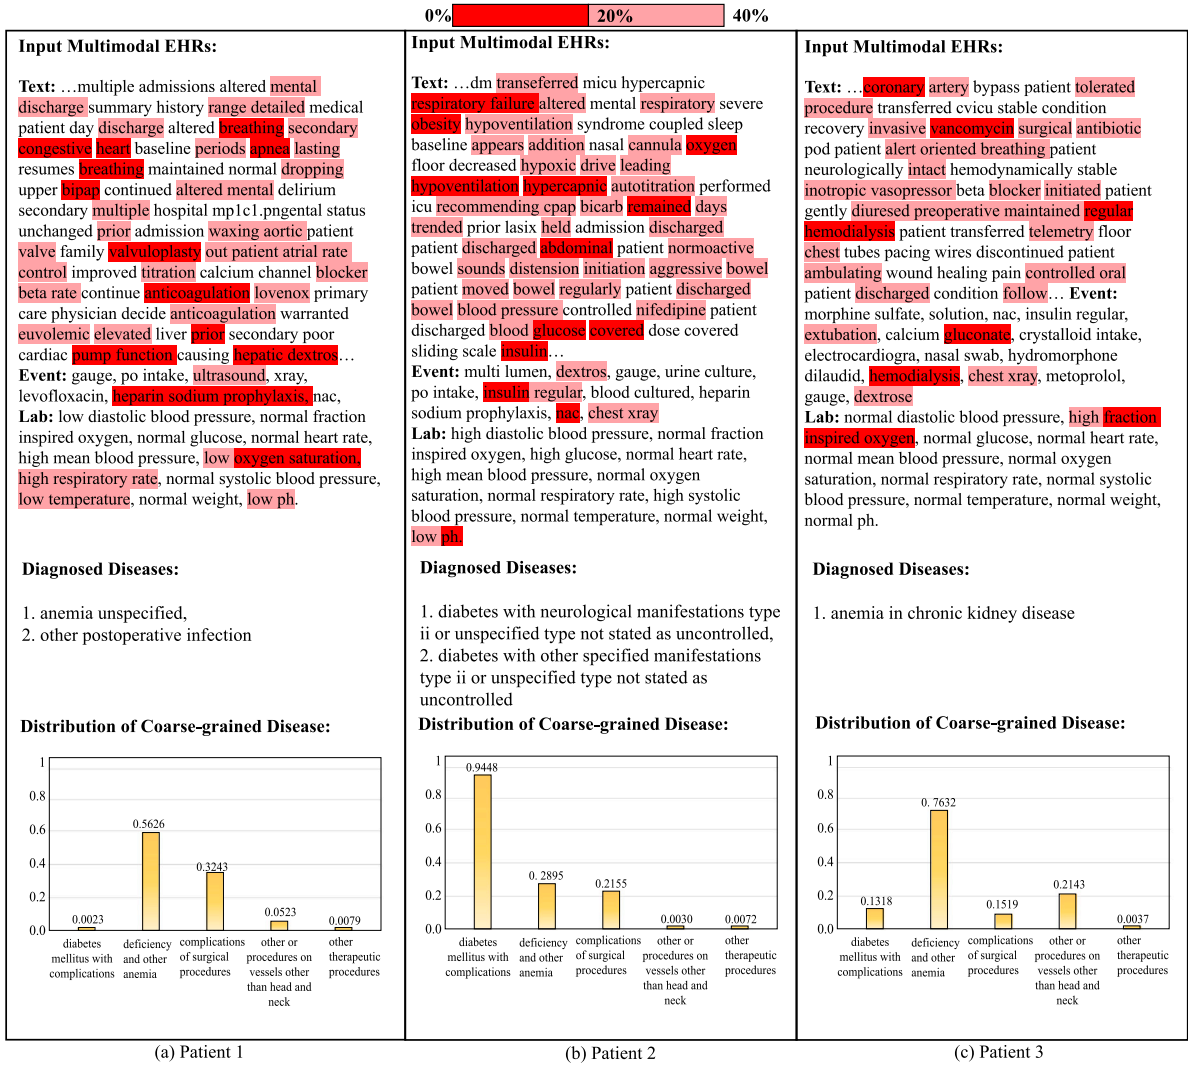 0% 20% 40%
Input Multimodal EHRs:
Text: …multiple admissions altered mental
discharge summary history range detailed medical
patient day discharge altered breathing secondary
congestive heart baseline periods apnea lasting
resumes breathing maintained normal dropping
upper bipap continued altered mental delirium
secondary multiple hospital mp1c1.pngental status
unchanged prior admission waxing aortic patient
valve family valvuloplasty out patient atrial rate
control improved titration calcium channel blocker
beta rate continue anticoagulation lovenox primary
care physician decide anticoagulation warranted
euvolemic elevated liver prior secondary poor
cardiac pump function causing hepatic dextros…
Event: gauge, po intake, ultrasound, xray,
levofloxacin, heparin sodium prophylaxis, nac,
Lab: low diastolic blood pressure, normal fraction
inspired oxygen, normal glucose, normal heart rate,
high mean blood pressure, low oxygen saturation,
high respiratory rate, normal systolic blood pressure,
low temperature, normal weight, low ph.
Diagnosed Diseases:
1. anemia unspecified,
2. other postoperative infection
Distribution of Coarse-grained Disease:
1
0.8
0.6
0.4
0.2
0.0
0.0023
0.5626
0.3243
0.0523
0.0079
diabetes
mellitus with
complications
deficiency
and other
anemia
complications
of surgical
procedures
other or
procedures on
vessels other
than head and
neck
other
therapeutic
procedures
(a) Patient 1
Input Multimodal EHRs:
Text: …dm transeferred micu hypercapnic
respiratory failure altered mental respiratory severe
obesity hypoventilation syndrome coupled sleep
baseline appears addition nasal cannula oxygen
floor decreased hypoxic drive leading
hypoventilation hypercapnic autotitration performed
icu recommending cpap bicarb remained days
trended prior lasix held admission discharged
patient discharged abdominal patient normoactive
bowel sounds distension initiation aggressive bowel
patient moved bowel regularly patient discharged
bowel blood pressure controlled nifedipine patient
discharged blood glucose covered dose covered
sliding scale insulin…
Event: multi lumen, dextros, gauge, urine culture,
po intake, insulin regular, blood cultured, heparin
sodium prophylaxis, nac, chest xray
Lab: high diastolic blood pressure, normal fraction
inspired oxygen, high glucose, normal heart rate,
high mean blood pressure, normal oxygen
saturation, normal respiratory rate, high systolic
blood pressure, normal temperature, normal weight,
low ph.
Diagnosed Diseases:
1. diabetes with neurological manifestations type
ii or unspecified type not stated as uncontrolled,
2. diabetes with other specified manifestations
type ii or unspecified type not stated as
uncontrolled
Distribution of Coarse-grained Disease:
1
0.8
0.6
0.4
0.2
0.0
0.9448
0. 2895
0.2155
0.0030
0.0072
diabetes
mellitus with
complications
deficiency
and other
anemia
complications
of surgical
procedures
other or
procedures on
vessels other
than head and
neck
other
therapeutic
procedures
(b) Patient 2
Input Multimodal EHRs:
Text: …coronary artery bypass patient tolerated
procedure transferred cvicu stable condition
recovery invasive vancomycin surgical antibiotic
pod patient alert oriented breathing patient
neurologically intact hemodynamically stable
inotropic vasopressor beta blocker initiated patient
gently diuresed preoperative maintained regular
hemodialysis patient transferred telemetry floor
chest tubes pacing wires discontinued patient
ambulating wound healing pain controlled oral
patient discharged condition follow… Event:
morphine sulfate, solution, nac, insulin regular,
extubation, calcium gluconate, crystalloid intake,
electrocardiogra, nasal swab, hydromorphone
dilaudid, hemodialysis, chest xray, metoprolol,
gauge, dextrose
Lab: normal diastolic blood pressure, high fraction
inspired oxygen, normal glucose, normal heart rate,
normal mean blood pressure, normal oxygen
saturation, normal respiratory rate, normal systolic
blood pressure, normal temperature, normal weight,
normal ph.
Diagnosed Diseases:
1. anemia in chronic kidney disease
Distribution of Coarse-grained Disease:
1
0.8
0.6
0.4
0.2
0.0
0.1318
0. 7632
0.1519
0.2143
0.0037
diabetes
mellitus with
complications
deficiency
and other
anemia
complications
of surgical
procedures
other or
procedures on
vessels other
than head and
neck
other
therapeutic
procedures
(c) Patient 3